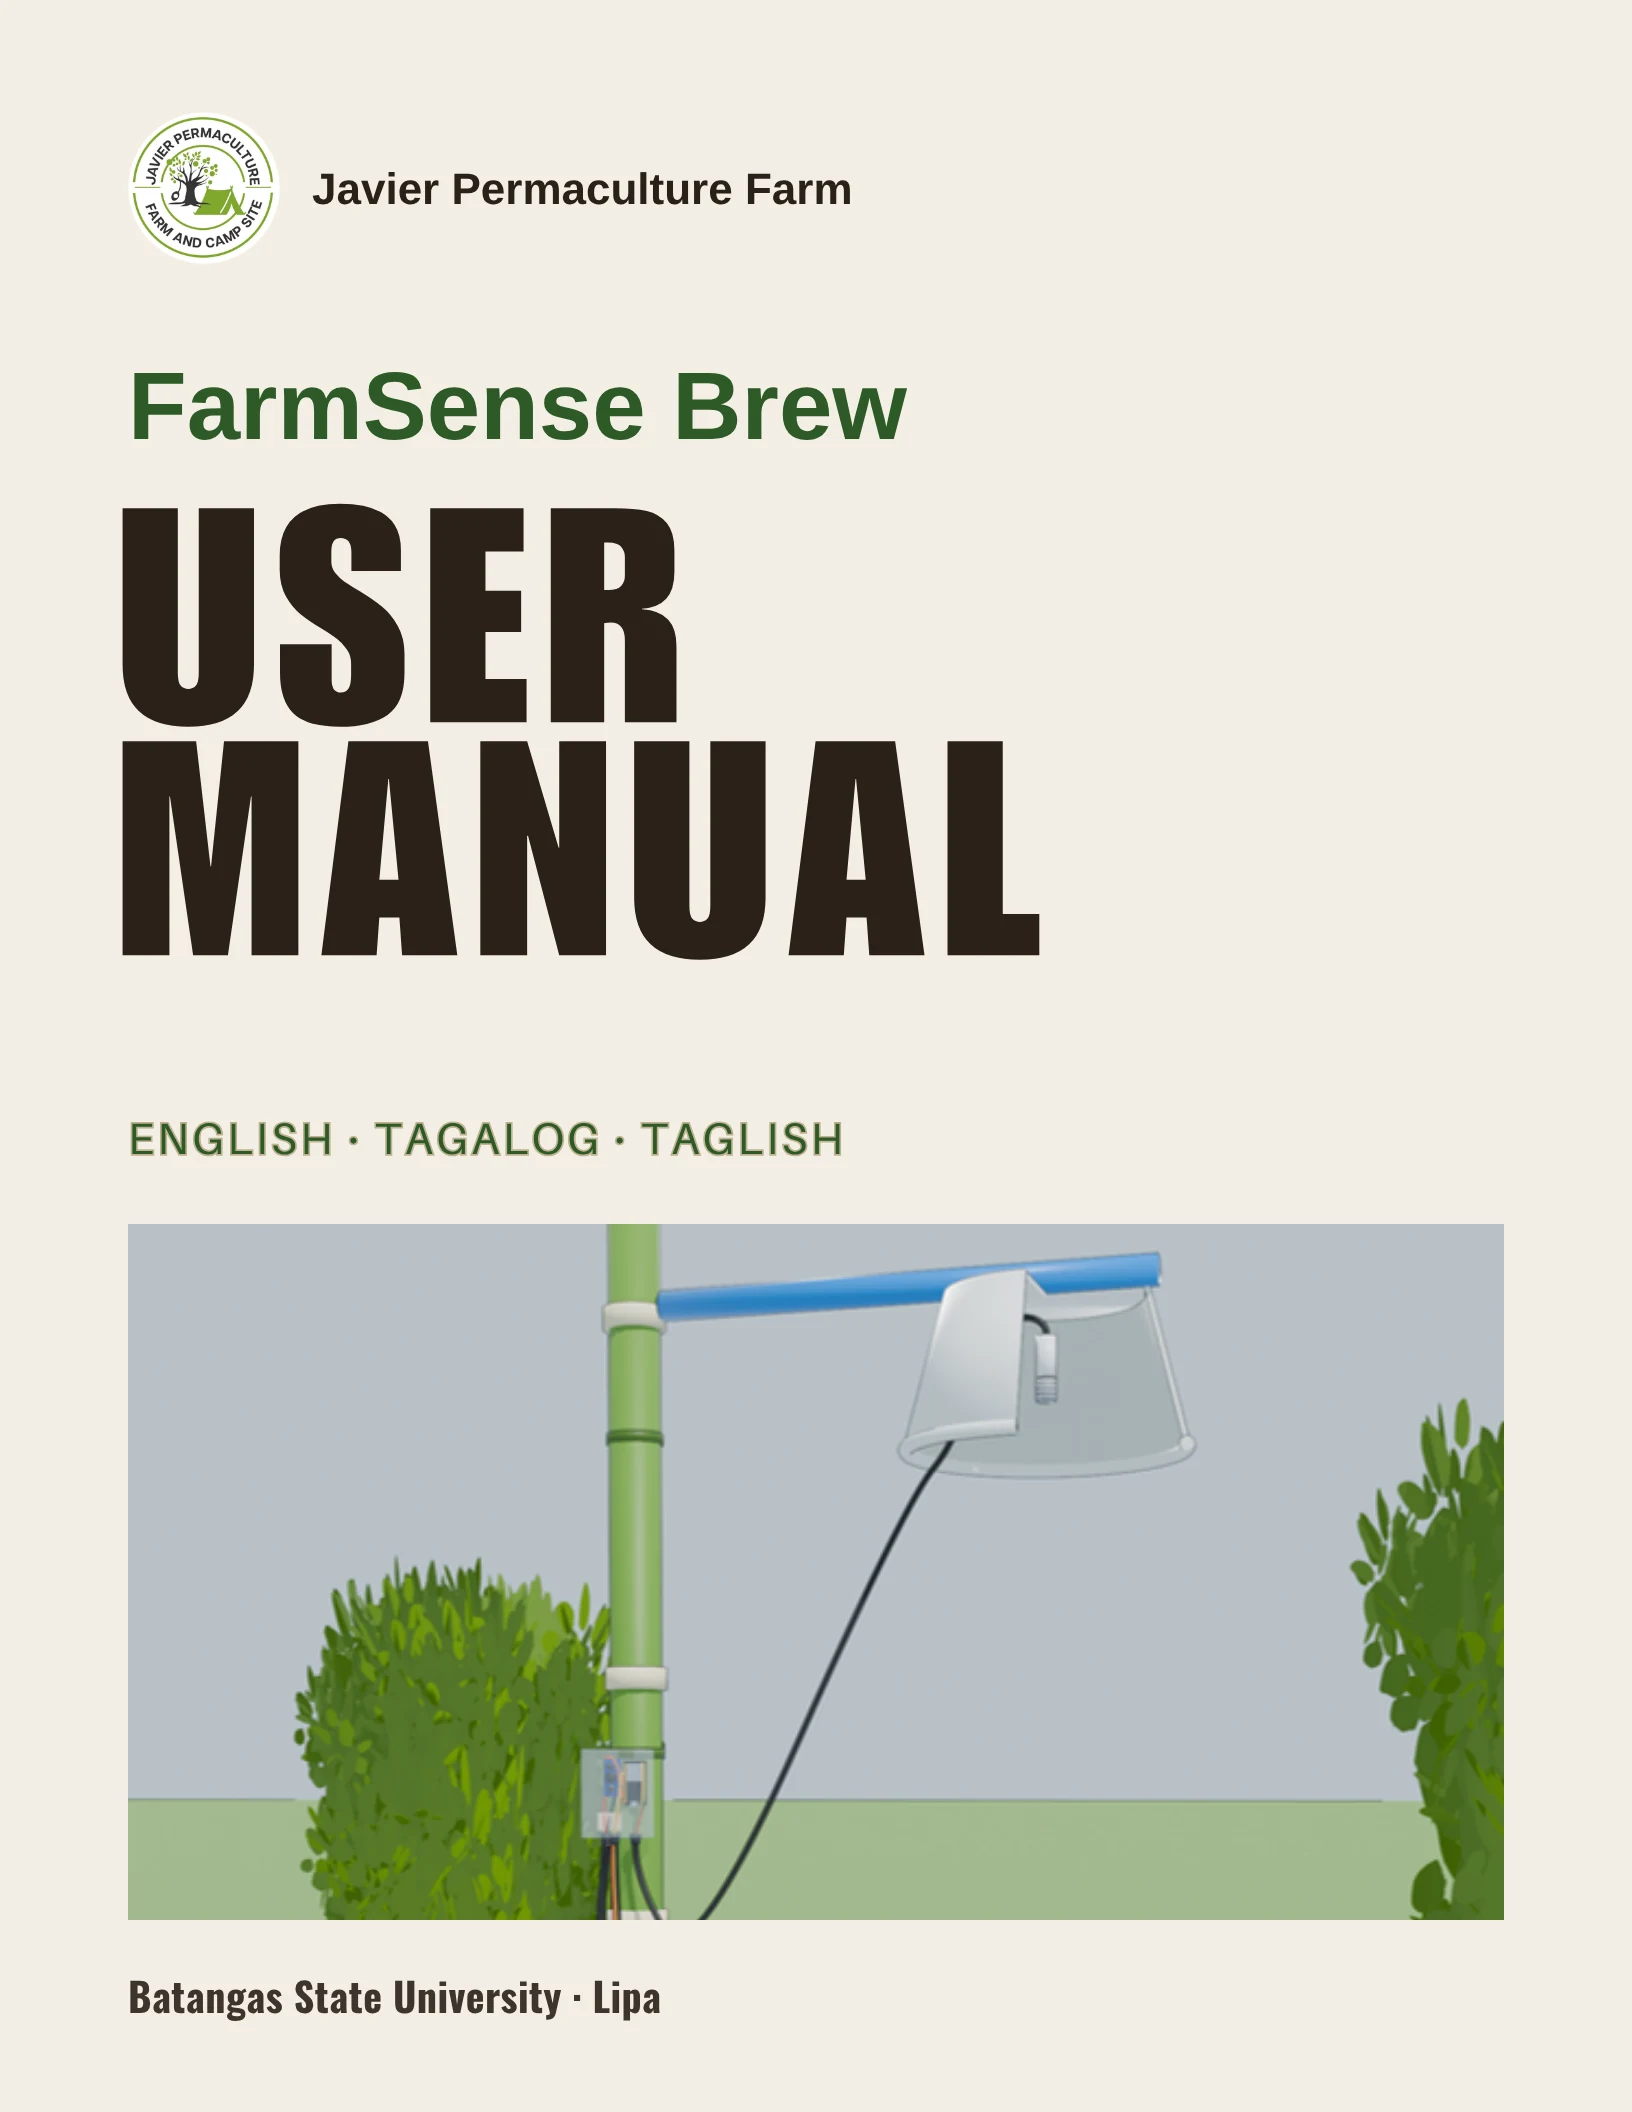 JAVIER PERMACULTURE
FARM AND CAMP SITE
Javier Permaculture Farm
FarmSense Brew
USER
MANUAL
ENGLISH · TAGALOG · TAGLISH
Batangas State University · Lipa